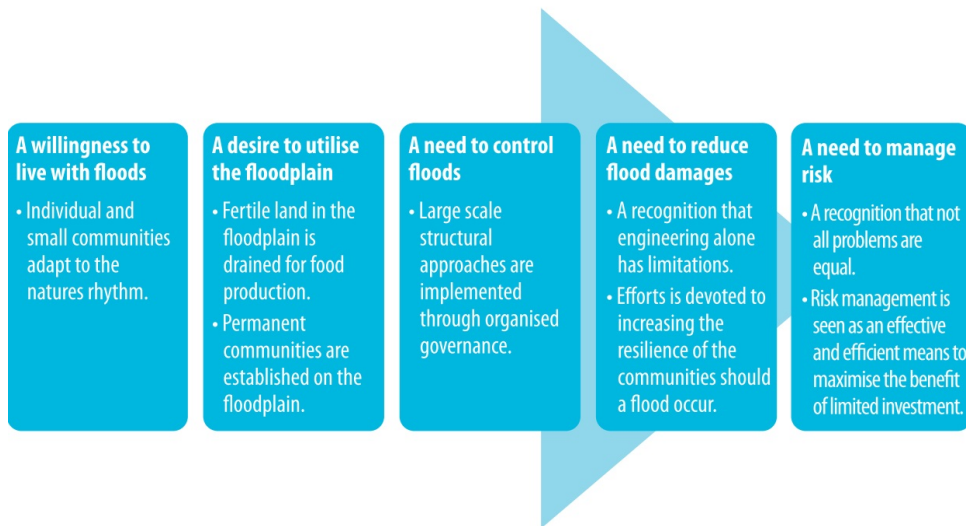 A willingness to
live with floods
• Individual and
small communities
adapt to the
natures rhythm.
A desire to utilise
the floodplain
• Fertile land in the
floodplain is
drained for food
production.
• Permanent
communities are
established on the
floodplain.
A need to control
floods
• Large scale
structural
approaches are
implemented
through organised
governance.
A need to reduce
flood damages
• A recognition that
engineering alone
has limitations.
• Efforts is devoted to
increasing the
resilience of the
communities should
a flood occur.
A need to manage
risk
• A recognition that not
all problems are
equal.
• Risk management is
seen as an effective
and efficient means to
maximise the benefit
of limited investment.